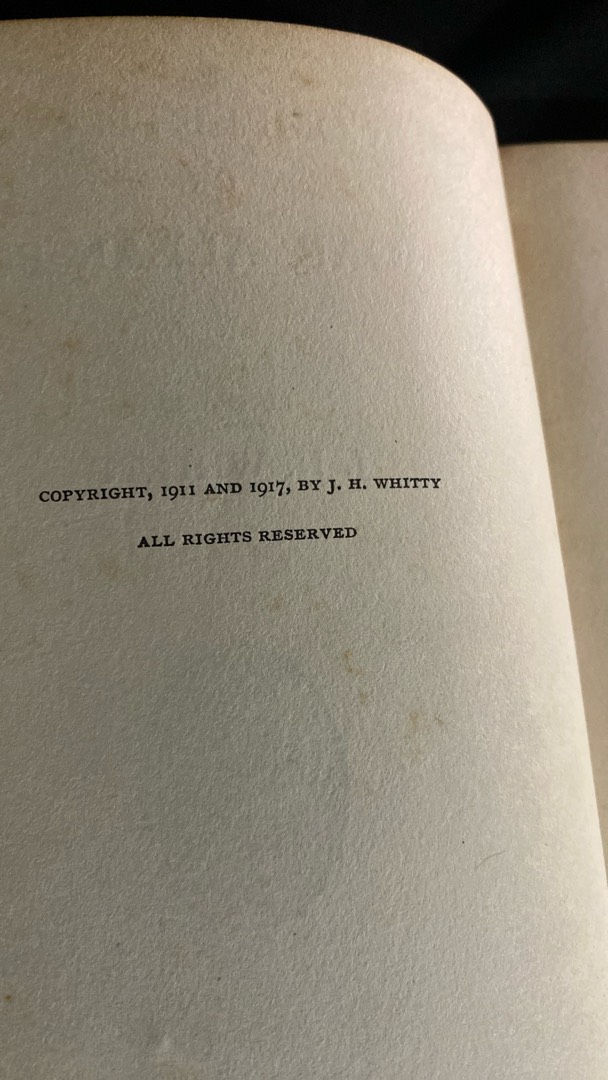 COPYRIGHT, 1911 AND 1917, BY J. H. WHITTY
ALL RIGHTS RESERVED